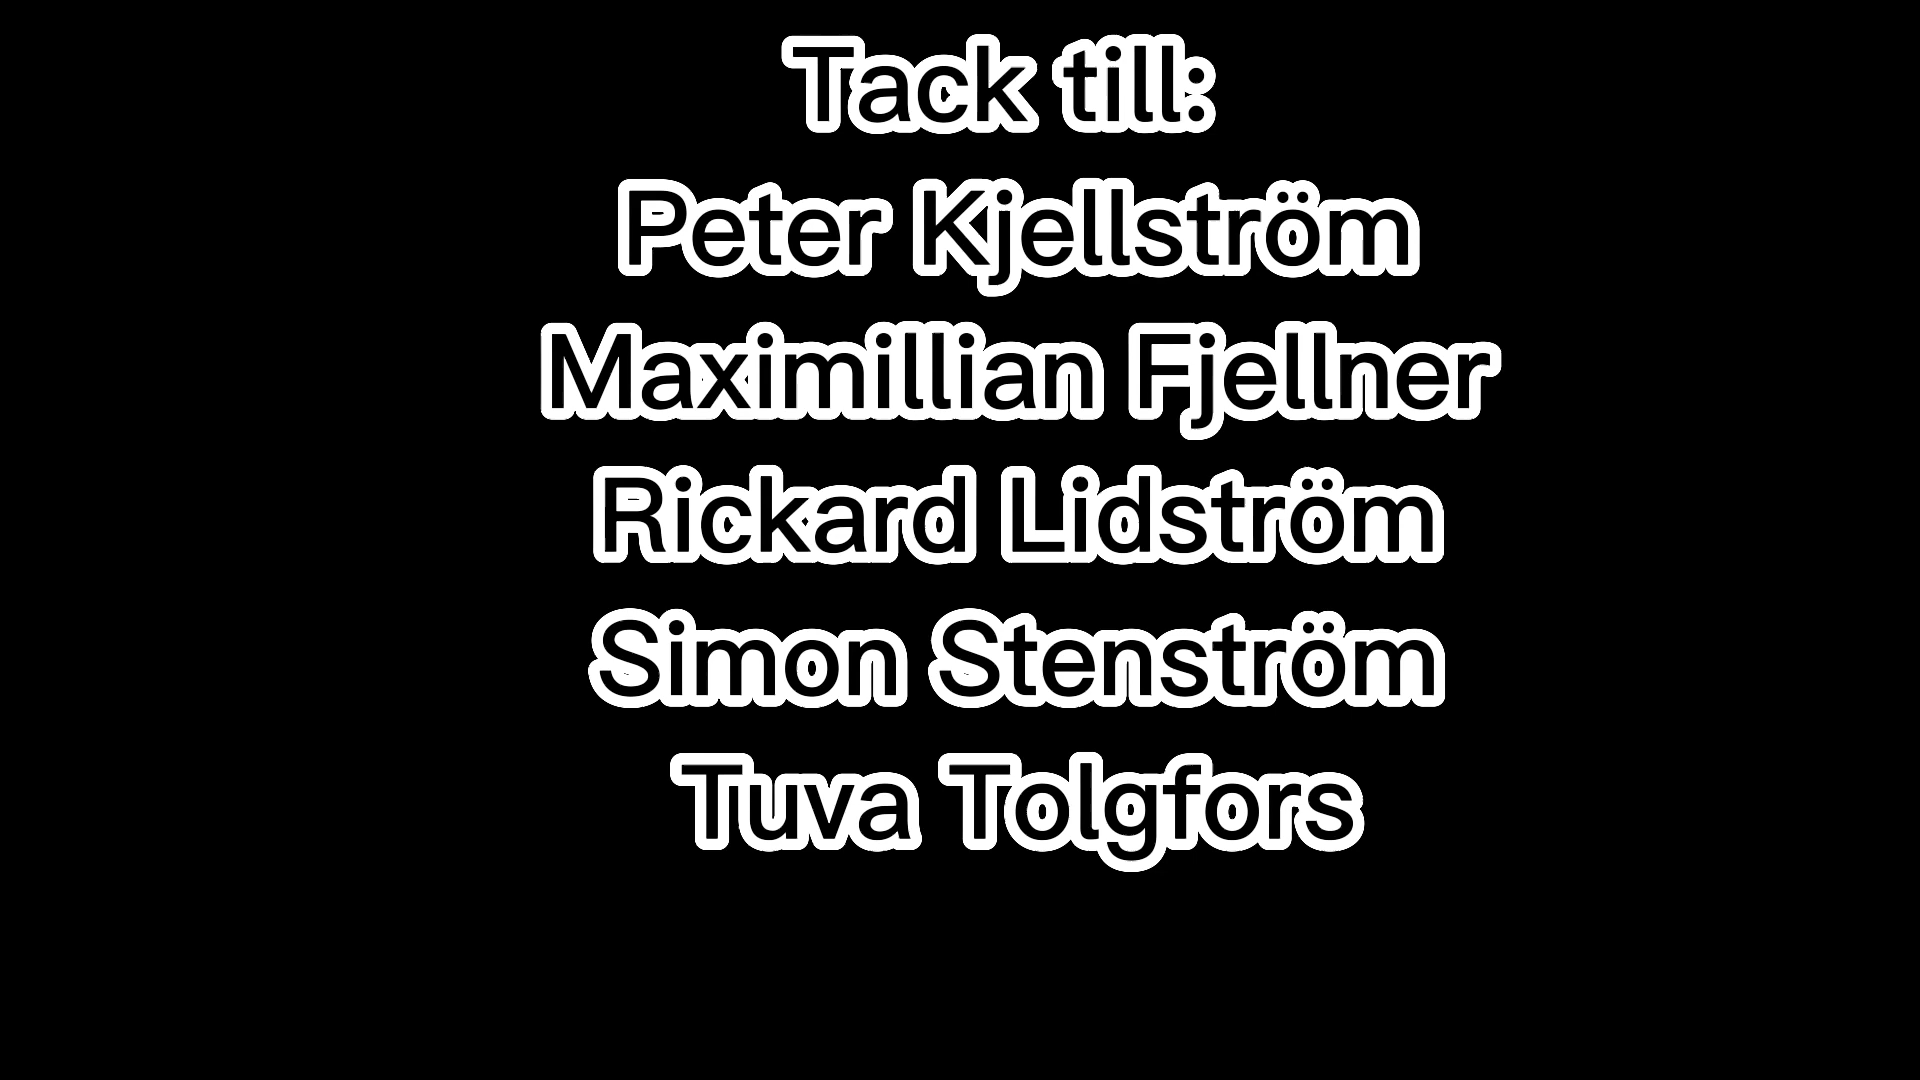 Tack till:
Peter Kjellström
Maximillian Fjellner
Rickard Lidström
Simon Stenström
Tuva Tolgfors